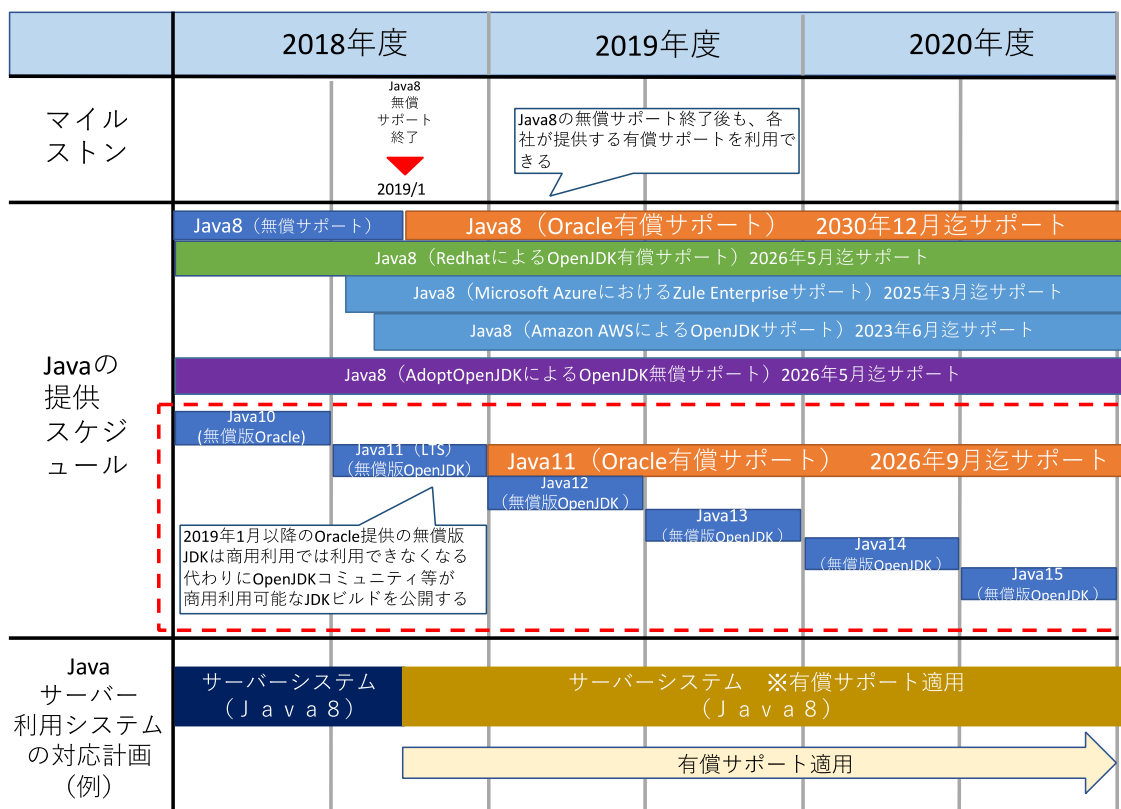 2018年度
2019年度
2020年度
マイル
ストン
Java8
無償
サポート
終了
2019/1
Java8の無償サポート終了後も、各
社が提供する有償サポートを利用で
きる
Javaの
提供
スケジ
ュール
Java8（無償サポート）
Java8（Oracle有償サポート） 2030年12月迄サポート
Java8（RedhatによるOpenJDK有償サポート）2026年5月迄サポート
Java8（Microsoft AzureにおけるZule Enterpriseサポート）2025年3月迄サポート
Java8（Amazon AWSによるOpenJDKサポート）2023年6月迄サポート
Java8（AdoptOpenJDKによるOpenJDK無償サポート）2026年5月迄サポート
Java10
(無償版Oracle)
Java11（LTS）
（無償版OpenJDK）
Java11（Oracle有償サポート） 2026年9月迄サポート
Java12
（無償版OpenJDK ）
Java13
（無償版OpenJDK ）
Java14
（無償版OpenJDK ）
Java15
（無償版OpenJDK ）
2019年1月以降のOracle提供の無償版
JDKは商用利用では利用できなくなる
代わりにOpenJDKコミュニティ等が
商用利用可能なJDKビルドを公開する
Java
サーバー
利用システム
の対応計画
（例）
サーバーシステム
（Ｊａｖａ８）
サーバーシステム ※有償サポート適用
（Ｊａｖａ８）
有償サポート適用